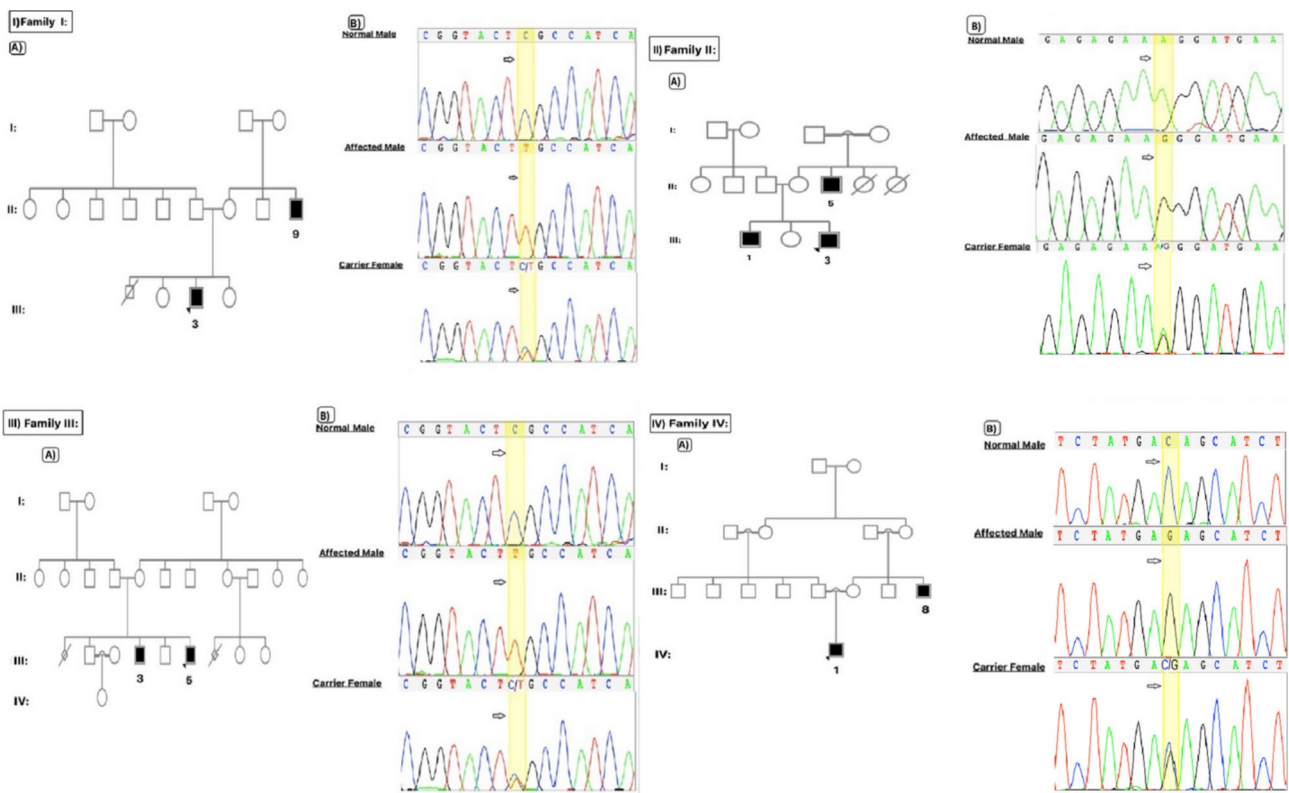 I)Family I:
A)
I:
II:
9
III:
3
B)
Normal Male
C G G T A C T C G C C A T C A
Affected Male
C G G T A C T T G C C A T C A
Carrier Female
C G G T A C T C/T G C C A T C A
II) Family II:
A)
I:
II:
5
III:
1
3
B)
Normal Male
G A G A G A A A G G A T G A A
Affected Male
G A G A G A A G G G A T G A A
Carrier Female
G A G A G A A A/G G G A T G A A
III) Family III:
A)
I:
II:
III:
3
5
IV:
B)
Normal Male
C G G T A C T C G C C A T C A
Affected Male
C G G T A C T T G C C A T C A
Carrier Female
C G G T A C T C/T G C C A T C A
IV) Family IV:
A)
I:
II:
III:
8
IV:
1
B)
Normal Male
T C T A T G A C A G C A T C T
Affected Male
T C T A T G A G A G C A T C T
Carrier Female
T C T A T G A C/G A G C A T C T